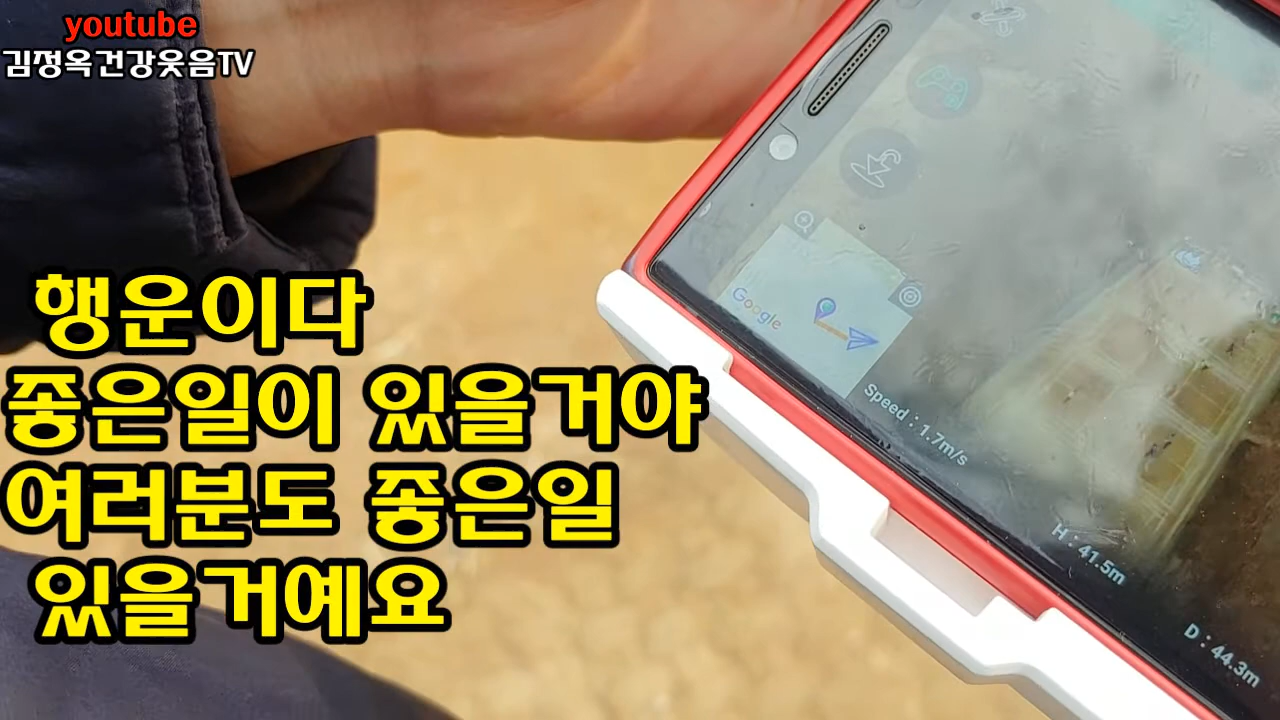 youtube
김정옥건강웃음TV
행운이다
좋은일이 있을거야
여러분도 좋은일
있을거예요
Google
Speed : 1.7m/s
H : 41.5m
D : 44.3m